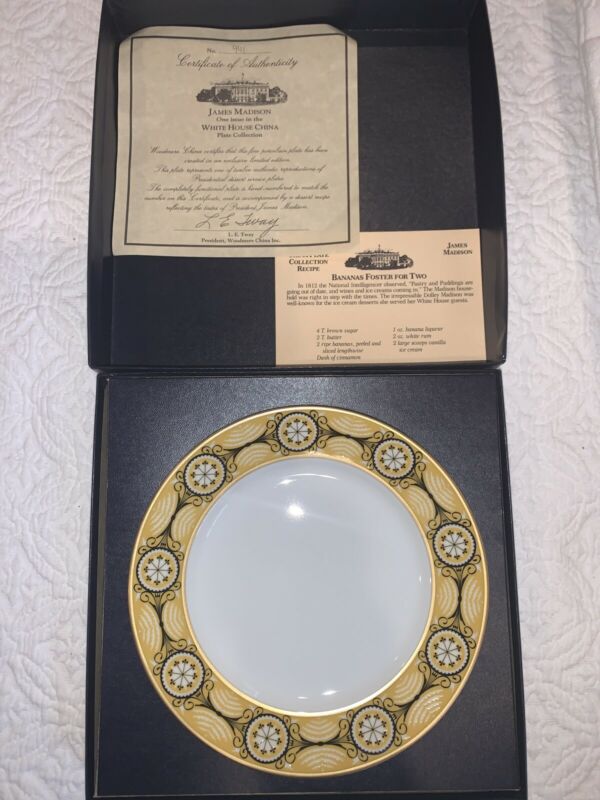 No. 941
Certificate of Authenticity
JAMES MADISON
One issue in the
WHITE HOUSE CHINA
Plate Collection
Woodmere China certifies that this fine porcelain plate has been
created in an exclusive limited edition.
This plate represents one of twelve authentic reproductions of
Presidential dessert service plates.
The completely functional plate is hand numbered to match the
number on this Certificate, and is accompanied by a dessert recipe
reflecting the tastes of President James Madison.
L E Tway
L. E. Tway
President, Woodmere China Inc.
COLLECTION
RECIPE
JAMES
MADISON
BANANAS FOSTER FOR TWO
In 1812 the National Intelligencer observed, "Pastry and Puddings are
going out of date, and wines and ice creams coming in." The Madison house-
hold was right in step with the times. The irrepressible Dolley Madison was
well-known for the ice cream desserts she served her White House guests.
4 T. brown sugar
2 T. butter
2 ripe bananas, peeled and
sliced lengthwise
Dash of cinnamon
1 oz. banana liqueur
2 oz. white rum
2 large scoops vanilla
ice cream